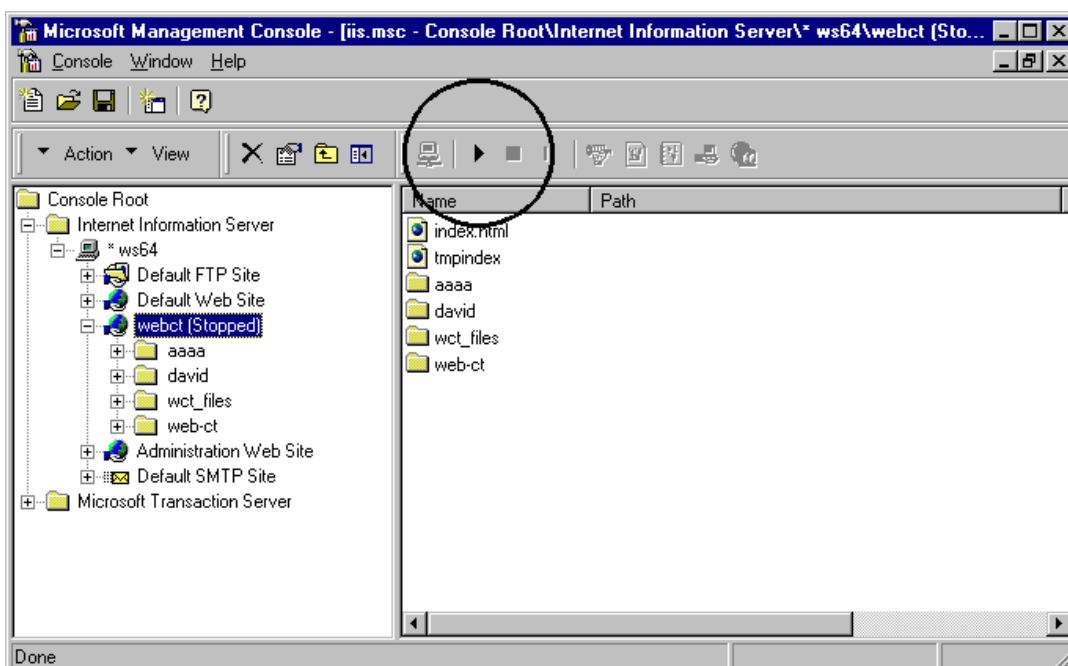 Microsoft Management Console - [iis.msc - Console Root\Internet Information Server\* ws64\webct (Sto...
Console Window Help
Action View
Console Root
Internet Information Server
* ws64
Default FTP Site
Default Web Site
webct (Stopped)
aaaa
david
wct_files
web-ct
Administration Web Site
Default SMTP Site
Microsoft Transaction Server
Name Path
index.html
tmpindex
aaaa
david
wct_files
web-ct
Done